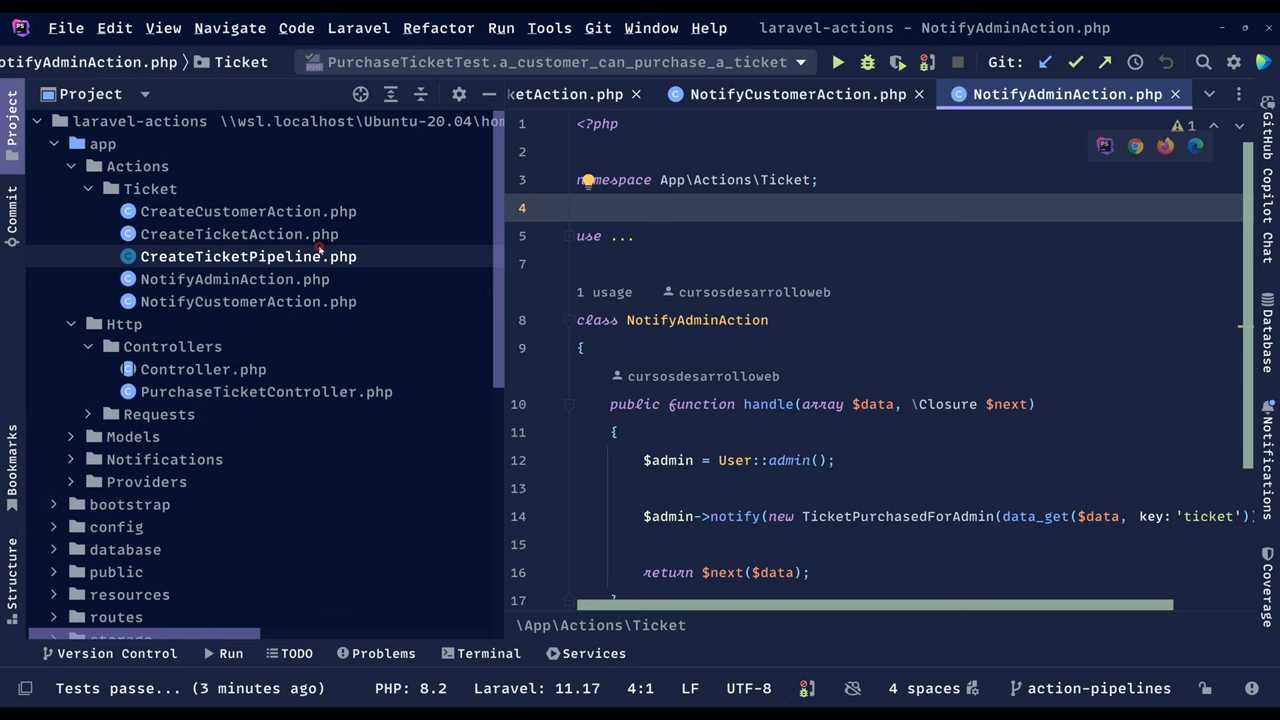 File Edit View Navigate Code Laravel Refactor Run Tools Git Window Help laravel-actions – NotifyAdminAction.php
otifyAdminAction.php Ticket PurchaseTicketTest.a_customer_can_purchase_a_ticket Git:
Project
ketAction.php NotifyCustomerAction.php NotifyAdminAction.php
laravel-actions \\wsl.localhost\Ubuntu-20.04\hom
app
Actions
Ticket
CreateCustomerAction.php
CreateTicketAction.php
CreateTicketPipeline.php
NotifyAdminAction.php
NotifyCustomerAction.php
Http
Controllers
Controller.php
PurchaseTicketController.php
Requests
Models
Notifications
Providers
bootstrap
config
database
public
resources
routes
storage
Project
Commit
Bookmarks
Structure
1 <?php
1
2
3 namespace App\Actions\Ticket;
4
5 use ...
7
1 usage cursosdesarrolloweb
8 class NotifyAdminAction
9 {
cursosdesarrolloweb
10 public function handle(array $data, \Closure $next)
11 {
12 $admin = User::admin();
13
14 $admin->notify(new TicketPurchasedForAdmin(data_get($data, key: 'ticket'))
15
16 return $next($data);
17 }
\App\Actions\Ticket
GitHub Copilot Chat
Database
Notifications
Coverage
Version Control Run TODO Problems Terminal Services
Tests passe... (3 minutes ago) PHP: 8.2 Laravel: 11.17 4:1 LF UTF-8 4 spaces action-pipelines